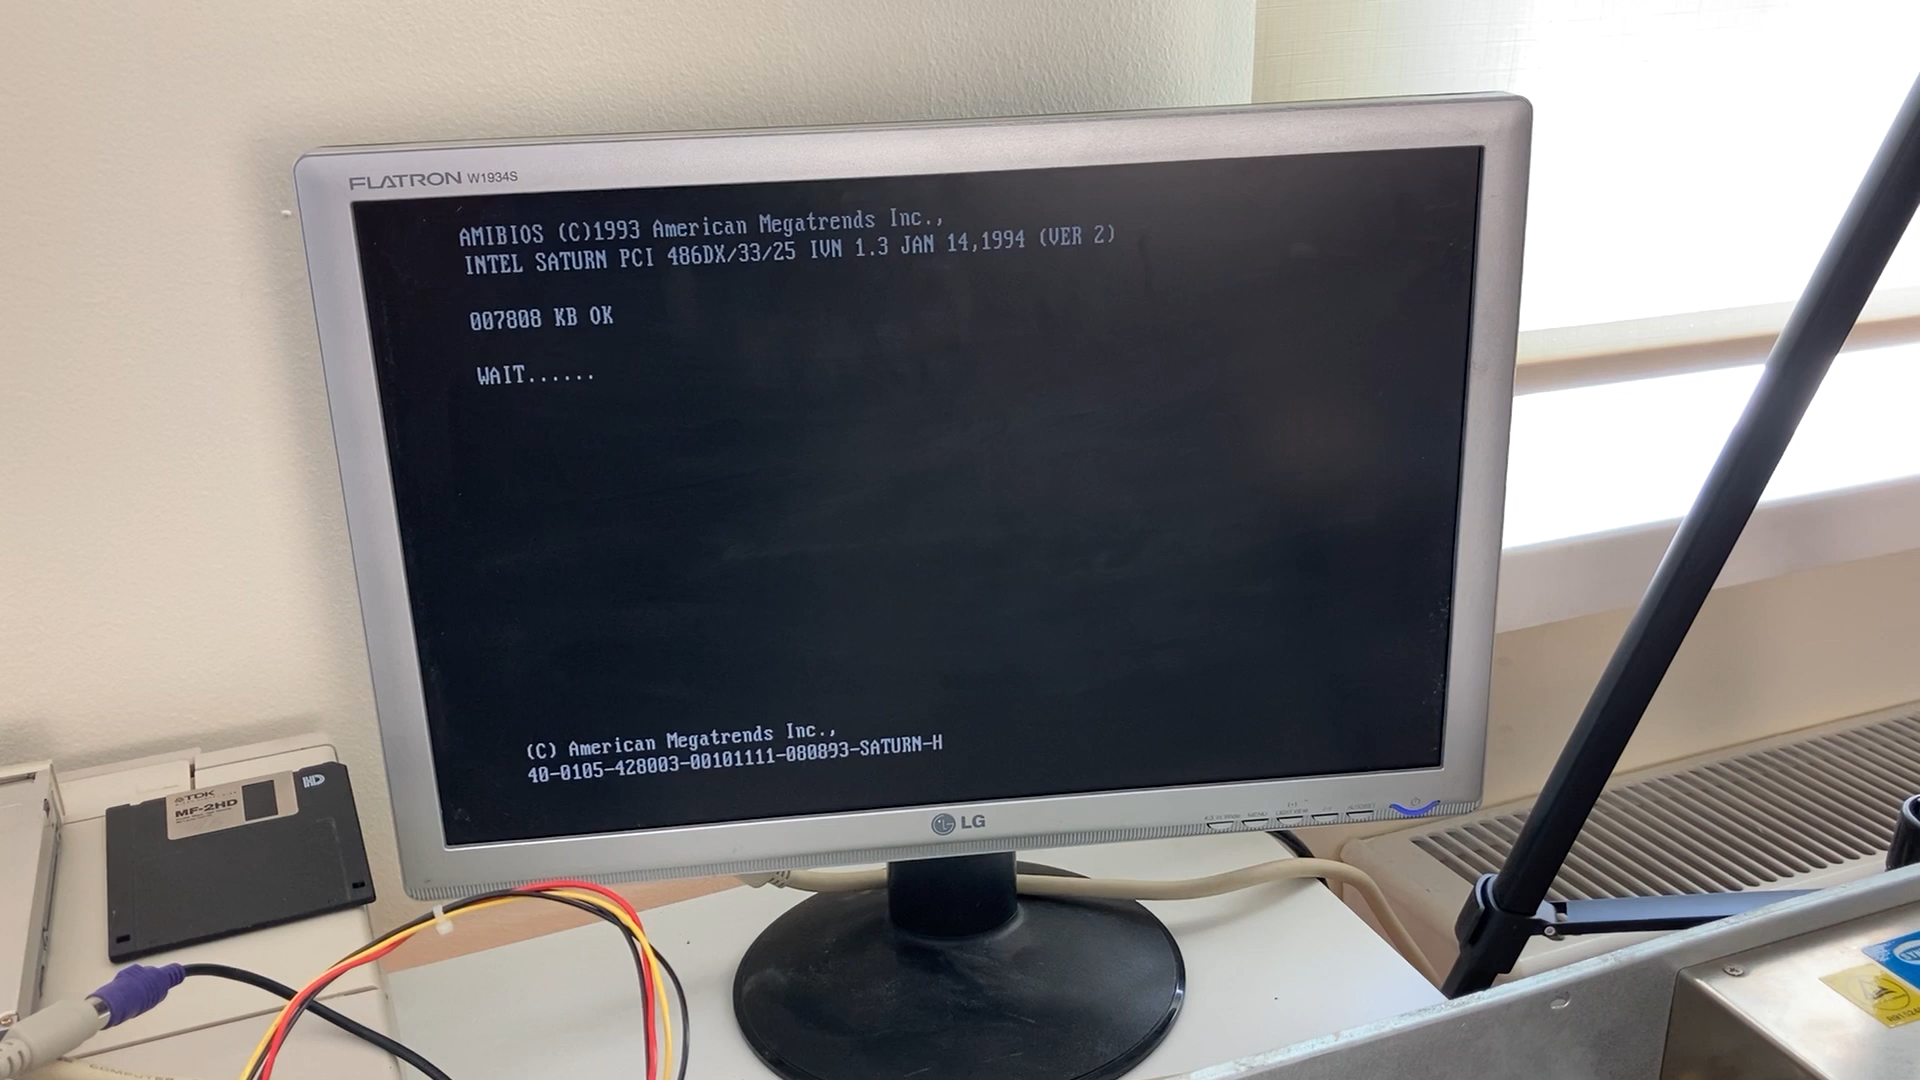 FLATRON W1934S
AMIBIOS (C)1993 American Megatrends Inc.,
INTEL SATURN PCI 486DX/33/25 IVN 1.3 JAN 14,1994 (VER 2)
007808 KB OK
WAIT......
(C) American Megatrends Inc.,
40-0105-428003-00101111-080893-SATURN-H
LG
MENU
TDK
MF-2HD
HD